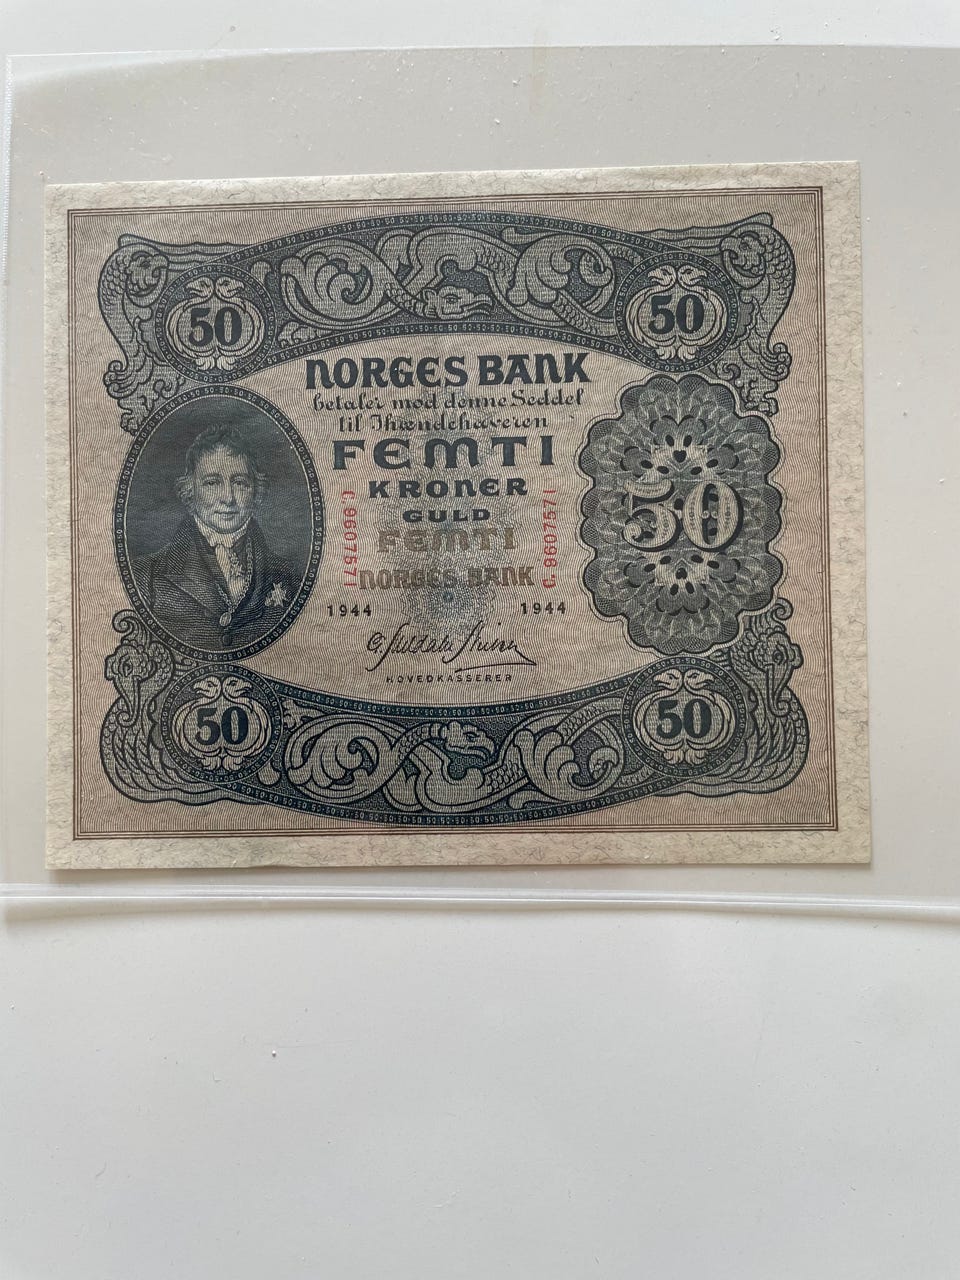 50
50
NORGES BANK
betaler mod denne Seddel
til Ihændehaveren
FEMTI
KRONER
GULD
FEMTI
NORGES BANK
C. 9607571
C. 9607571
50
1944
1944
HOVEDKASSERER
50
50